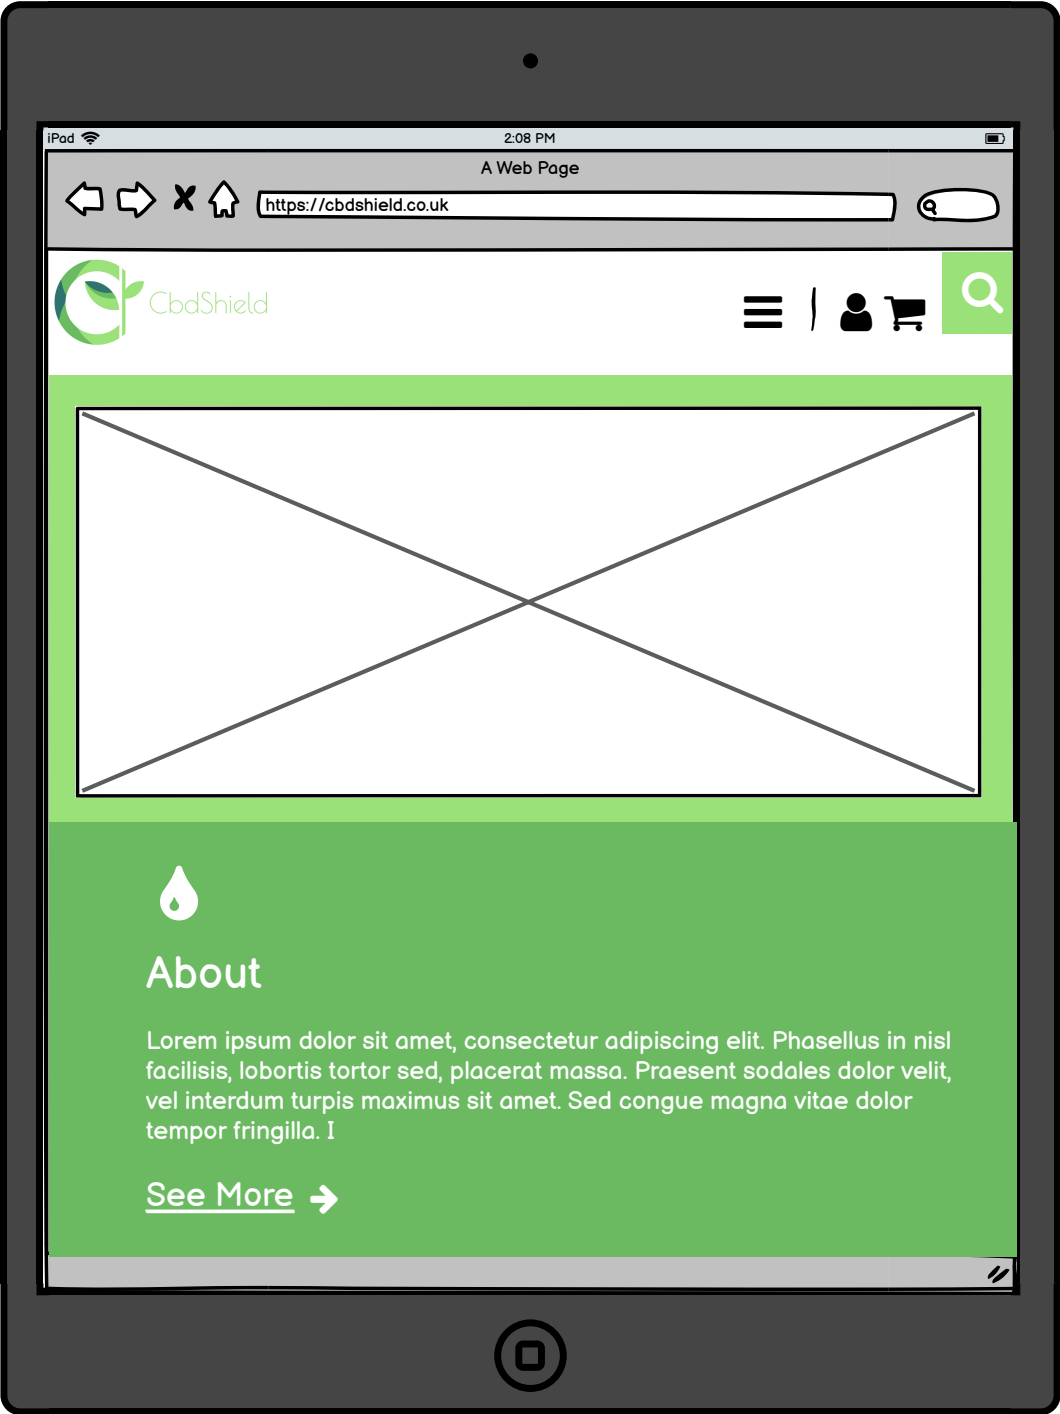 iPad
2:08 PM
A Web Page
https://cbdshield.co.uk
CbdShield
About
Lorem ipsum dolor sit amet, consectetur adipiscing elit. Phasellus in nisl
facilisis, lobortis tortor sed, placerat massa. Praesent sodales dolor velit,
vel interdum turpis maximus sit amet. Sed congue magna vitae dolor
tempor fringilla. I
See More